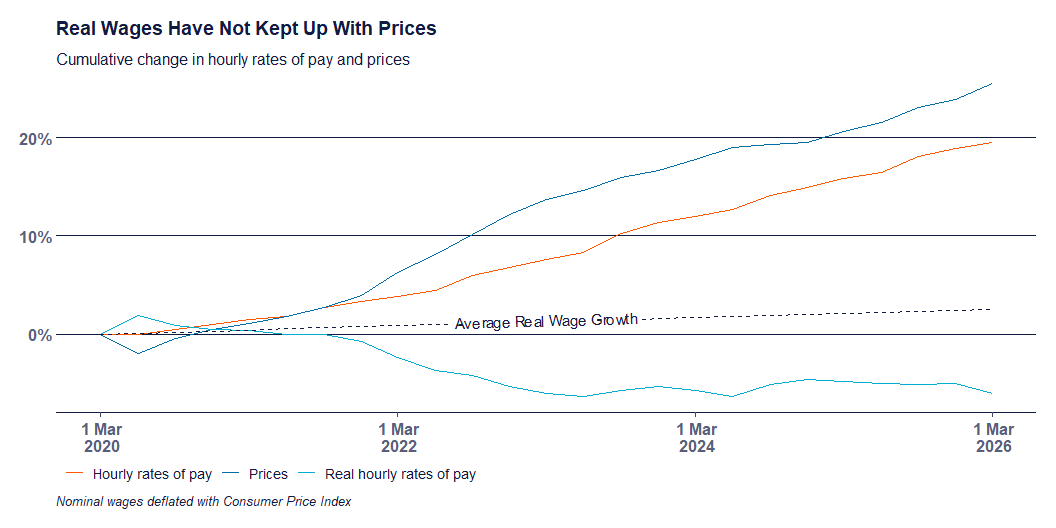 Real Wages Have Not Kept Up With Prices
Cumulative change in hourly rates of pay and prices
20%
10%
Average Real Wage Growth
0%
1 Mar
2020
1 Mar
2022
1 Mar
2024
1 Mar
2026
Hourly rates of pay
Prices
Real hourly rates of pay
Nominal wages deflated with Consumer Price Index